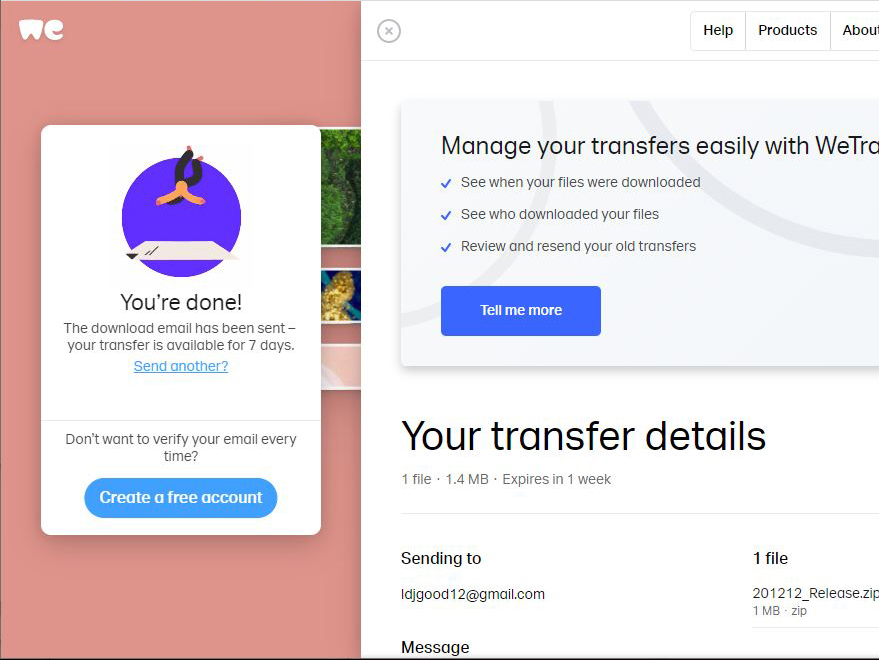 we
Help
Products
About
Manage your transfers easily with WeTra
See when your files were downloaded
See who downloaded your files
Review and resend your old transfers
Tell me more
You're done!
The download email has been sent –
your transfer is available for 7 days.
Send another?
Don't want to verify your email every
time?
Create a free account
Your transfer details
1 file · 1.4 MB · Expires in 1 week
Sending to
ldjgood12@gmail.com
Message
1 file
201212_Release.zip
1 MB · zip